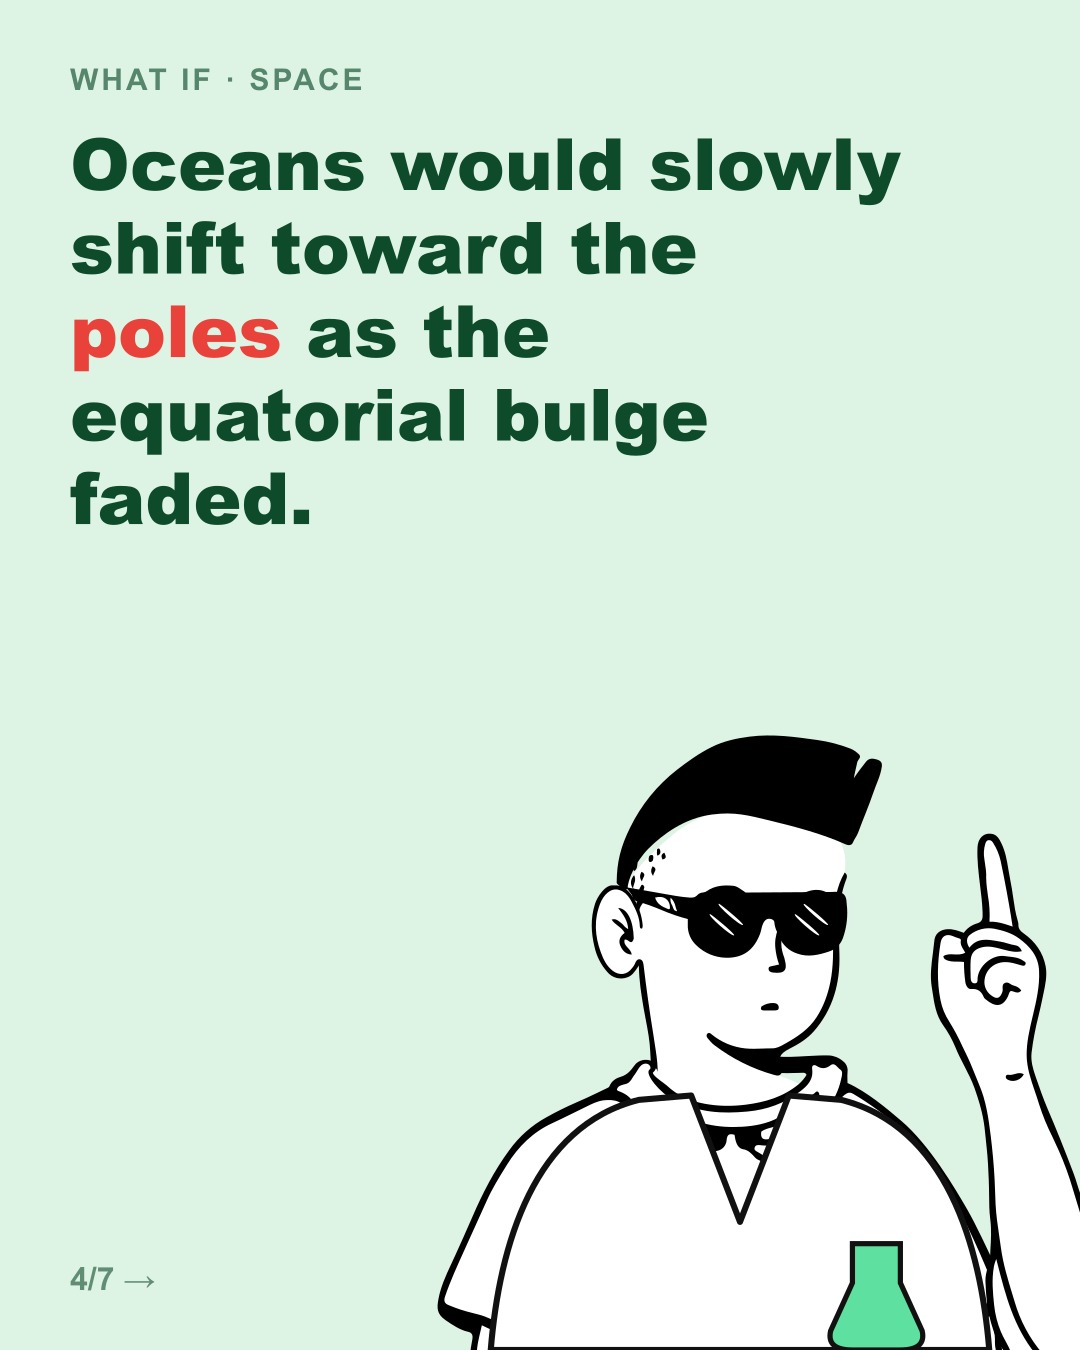 WHAT IF · SPACE
Oceans would slowly
shift toward the
poles as the
equatorial bulge
faded.
4/7 →